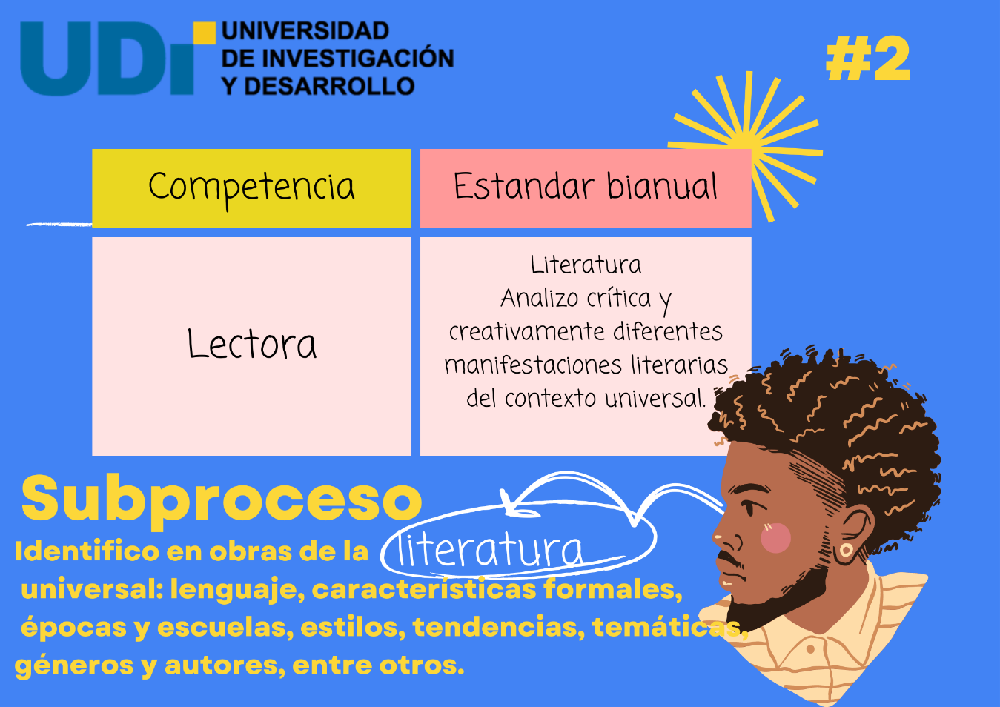 UDi
UNIVERSIDAD
DE INVESTIGACIÓN
Y DESARROLLO
#2
Competencia
Estandar bianual
Lectora
Literatura
Analizo crítica y
creativamente diferentes
manifestaciones literarias
del contexto universal.
Subproceso
Identifico en obras de la literatura
universal: lenguaje, características formales,
épocas y escuelas, estilos, tendencias, temáticas,
géneros y autores, entre otros.